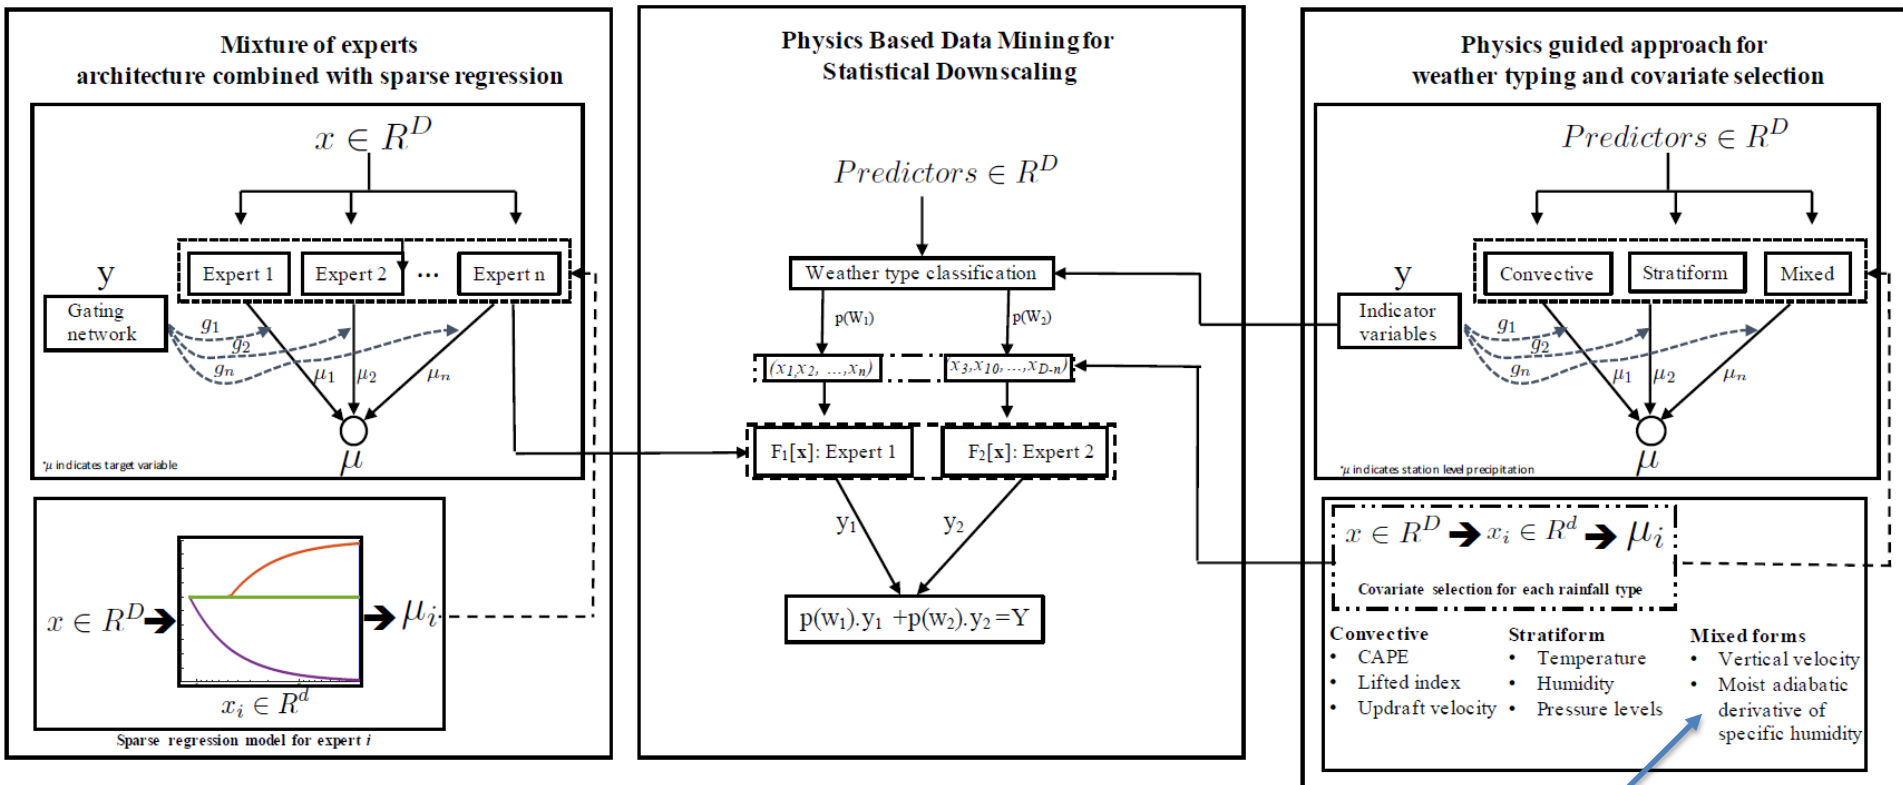 Mixture of experts
architecture combined with sparse regression
x ∈ R^D
Expert 1
Expert 2
...
Expert n
y
Gating
network
g₁
g₂
gₙ
μ₁
μ₂
μₙ
μ
*μ indicates target variable
x ∈ R^D
μᵢ
xᵢ ∈ R^d
Sparse regression model for expert i
Physics Based Data Mining for
Statistical Downscaling
Predictors ∈ R^D
Weather type classification
p(W₁)
p(W₂)
(x₁,x₂, ...,xₙ)
x₃,x₁₀,...,x_D-n)
F₁[x]: Expert 1
F₂[x]: Expert 2
y₁
y₂
p(w₁).y₁ +p(w₂).y₂=Y
Physics guided approach for
weather typing and covariate selection
Predictors ∈ R^D
Convective
Stratiform
Mixed
y
Indicator
variables
g₁
g₂
gₙ
μ₁
μ₂
μₙ
μ
*μ indicates station level precipitation
x ∈ R^D ➔ xᵢ ∈ R^d ➔ μᵢ
Covariate selection for each rainfall type
Convective
• CAPE
• Lifted index
• Updraft velocity
Stratiform
• Temperature
• Humidity
• Pressure levels
Mixed forms
• Vertical velocity
• Moist adiabatic
derivative of
specific humidity